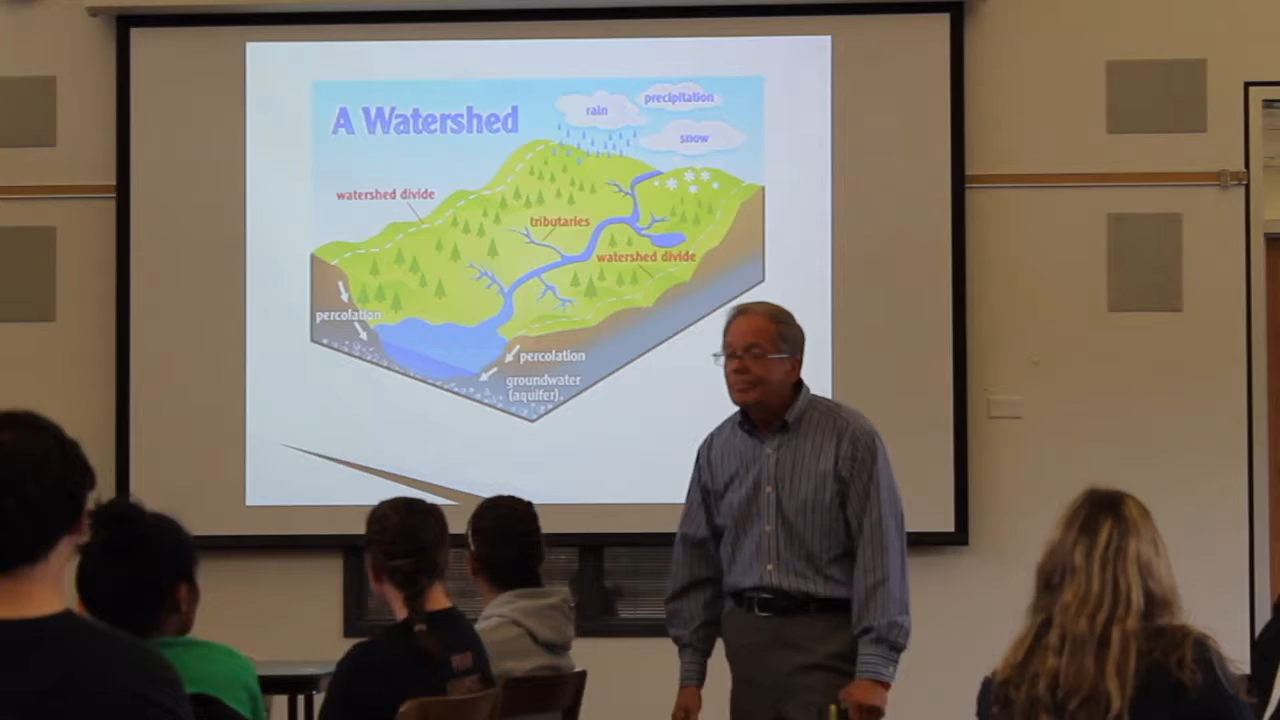 A Watershed
rain
precipitation
snow
watershed divide
tributaries
watershed divide
percolation
percolation
groundwater
(aquifer)